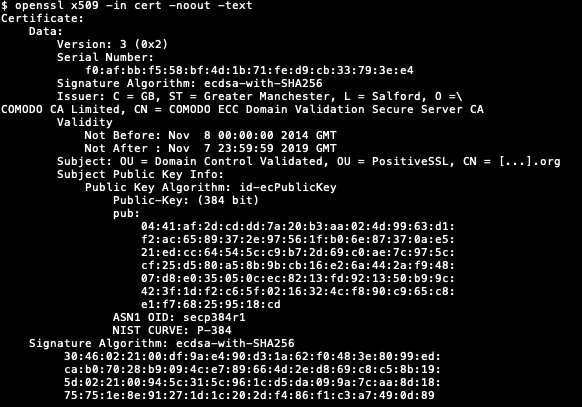 $ openssl x509 -in cert -noout -text
Certificate:
Data:
Version: 3 (0x2)
Serial Number:
f0:af:bb:f5:58:bf:4d:1b:71:fe:d9:cb:33:79:3e:e4
Signature Algorithm: ecdsa-with-SHA256
Issuer: C = GB, ST = Greater Manchester, L = Salford, O =\
COMODO CA Limited, CN = COMODO ECC Domain Validation Secure Server CA
Validity
Not Before: Nov  8 00:00:00 2014 GMT
Not After : Nov  7 23:59:59 2019 GMT
Subject: OU = Domain Control Validated, OU = PositiveSSL, CN = [...].org
Subject Public Key Info:
Public Key Algorithm: id-ecPublicKey
Public-Key: (384 bit)
pub:
04:41:af:2d:cd:dd:7a:20:b3:aa:02:4d:99:63:d1:
f2:ac:65:89:37:2e:97:56:1f:b0:6e:87:37:0a:e5:
21:ed:cc:64:54:5c:c9:b7:2d:69:c0:ae:7c:97:5c:
cf:25:d5:80:a5:8b:9b:cb:16:e2:6a:44:2a:f9:48:
07:d8:e0:35:05:0c:ec:82:13:fd:92:13:50:b9:9c:
42:3f:1d:f2:c6:5f:02:16:32:4c:f8:90:c9:65:c8:
e1:f7:68:25:95:18:cd
ASN1 OID: secp384r1
NIST CURVE: P-384
Signature Algorithm: ecdsa-with-SHA256
30:46:02:21:00:df:9a:e4:90:d3:1a:62:f0:48:3e:80:99:ed:
ca:b0:70:28:b9:09:4c:e7:89:66:4d:2e:d8:69:c8:c5:8b:19:
5d:02:21:00:94:5c:31:5c:96:1c:d5:da:09:9a:7c:aa:8d:18:
75:75:1e:8e:91:27:1d:1c:20:2d:f4:86:f1:c3:a7:49:0d:89